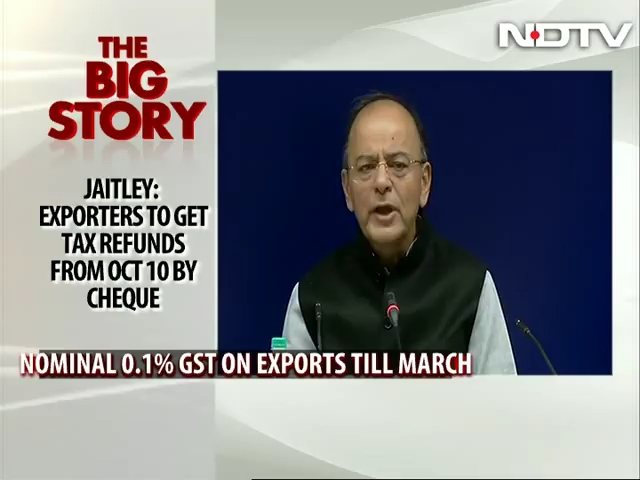 NDTV
THE
BIG
STORY
JAITLEY:
EXPORTERS TO GET
TAX REFUNDS
FROM OCT 10 BY
CHEQUE
NOMINAL 0.1% GST ON EXPORTS TILL MARCH